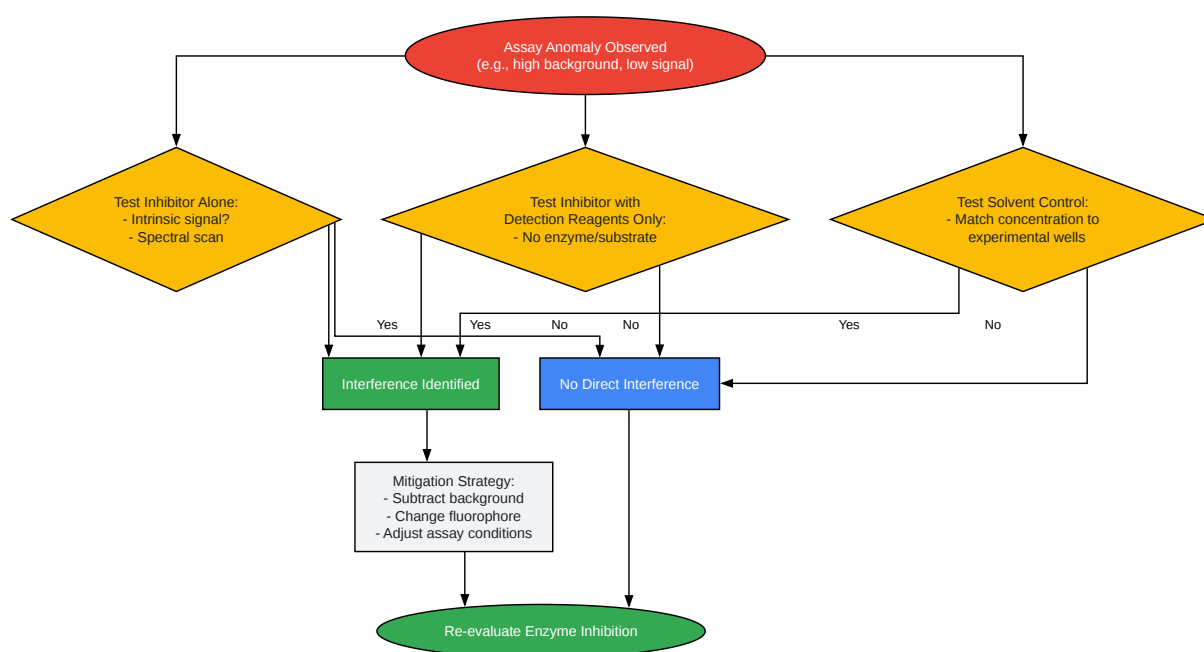 Assay Anomaly Observed
(e.g., high background, low signal)
Test Inhibitor Alone:
- Intrinsic signal?
- Spectral scan
Test Inhibitor with
Detection Reagents Only:
- No enzyme/substrate
Test Solvent Control:
- Match concentration to
experimental wells
Yes
Yes
No
No
Yes
No
Interference Identified
No Direct Interference
Mitigation Strategy:
- Subtract background
- Change fluorophore
- Adjust assay conditions
Re-evaluate Enzyme Inhibition